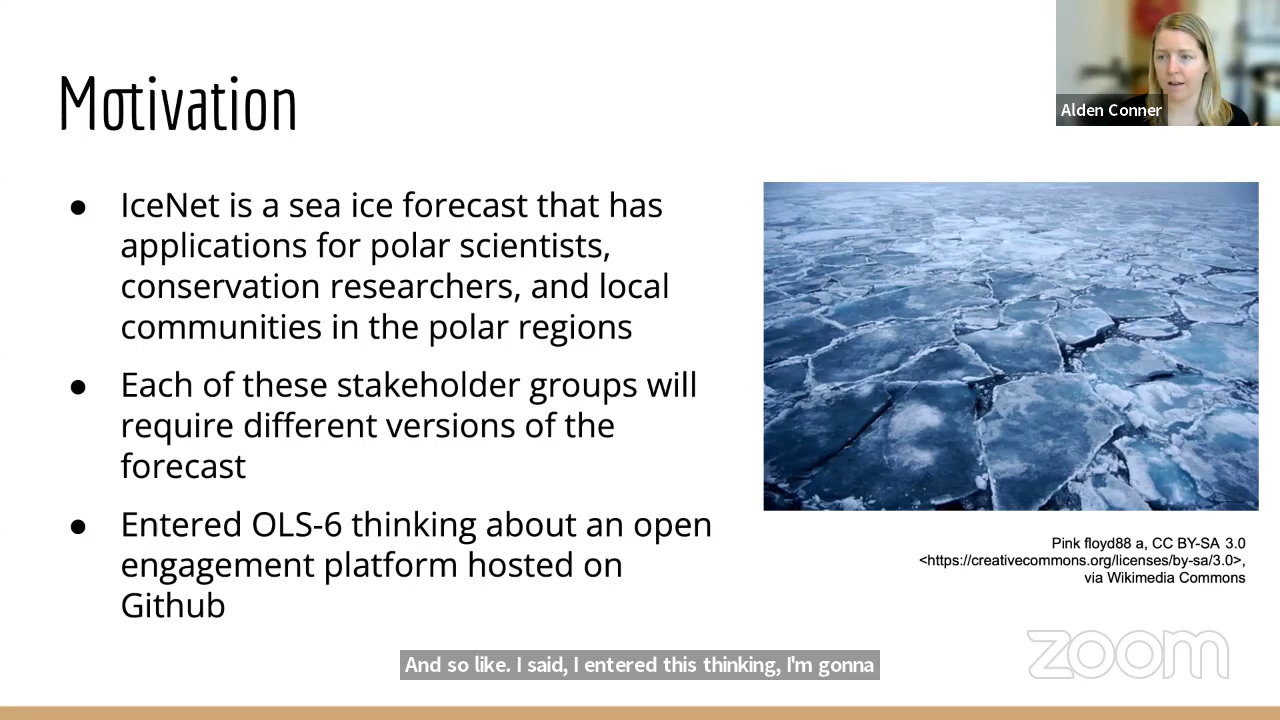 Motivation
● IceNet is a sea ice forecast that has
applications for polar scientists,
conservation researchers, and local
communities in the polar regions
● Each of these stakeholder groups will
require different versions of the
forecast
● Entered OLS-6 thinking about an open
engagement platform hosted on
Github
Alden Conner
Pink floyd88 a, CC BY-SA 3.0
<https://creativecommons.org/licenses/by-sa/3.0>,
via Wikimedia Commons
zoom
And so like. I said, I entered this thinking, I'm gonna